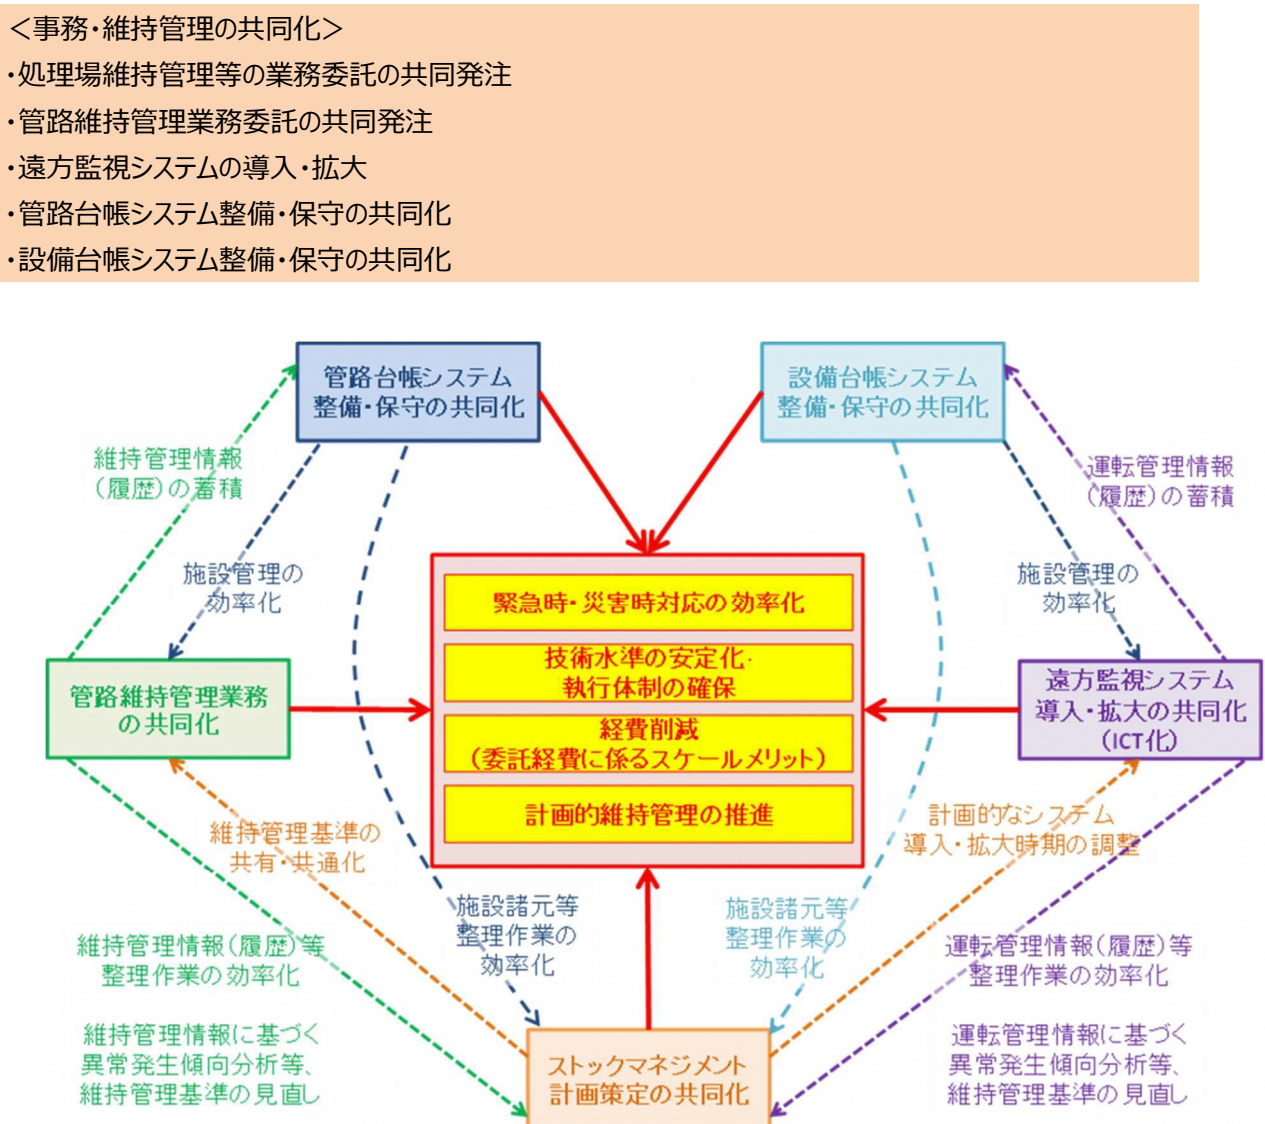 ＜事務・維持管理の共同化＞
・処理場維持管理等の業務委託の共同発注
・管路維持管理業務委託の共同発注
・遠方監視システムの導入・拡大
・管路台帳システム整備・保守の共同化
・設備台帳システム整備・保守の共同化
管路台帳システム
整備・保守の共同化
設備台帳システム
整備・保守の共同化
維持管理情報
（履歴）の蓄積
運転管理情報
（履歴）の蓄積
施設管理の
効率化
施設管理の
効率化
緊急時・災害時対応の効率化
技術水準の安定化・
執行体制の確保
経費削減
（委託経費に係るスケールメリット）
計画的維持管理の推進
管路維持管理業務
の共同化
遠方監視システム
導入・拡大の共同化
（ICT化）
維持管理基準の
共有・共通化
計画的なシステム
導入・拡大時期の調整
施設諸元等
整理作業の
効率化
施設諸元等
整理作業の
効率化
維持管理情報（履歴）等
整理作業の効率化
運転管理情報（履歴）等
整理作業の効率化
維持管理情報に基づく
異常発生傾向分析等、
維持管理基準の見直し
ストックマネジメント
計画策定の共同化
運転管理情報に基づく
異常発生傾向分析等、
維持管理基準の見直し